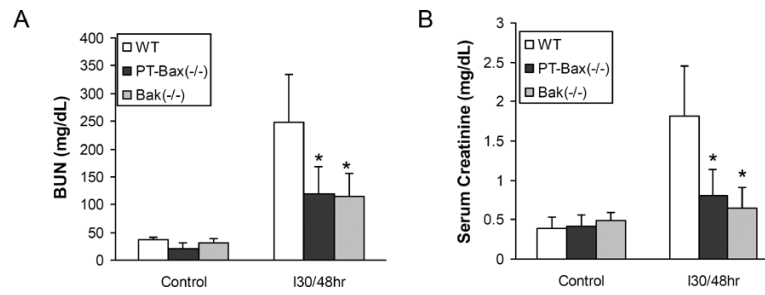 A
BUN (mg/dL)
400
350
300
250
200
150
100
50
0
WT
PT-Bax(-/-)
Bak(-/-)
*
*
Control
I30/48hr
B
Serum Creatinine (mg/dL)
3
2.5
2
1.5
1
0.5
0
WT
PT-Bax(-/-)
Bak(-/-)
*
*
Control
I30/48hr